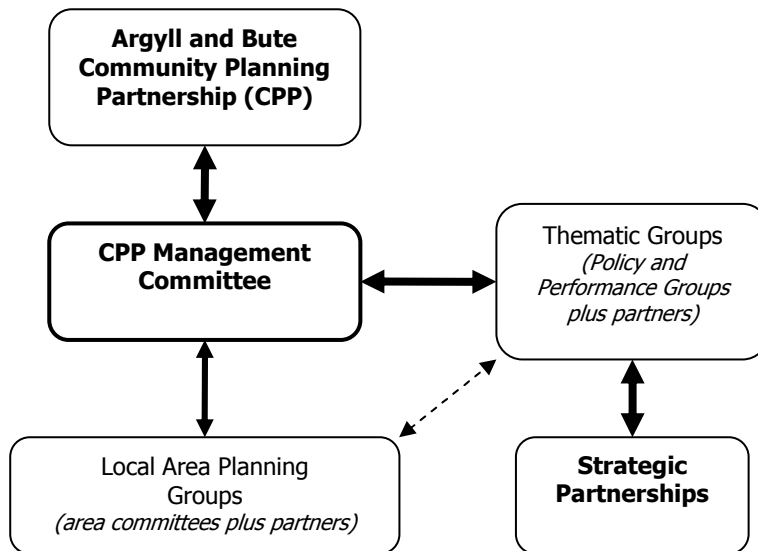 Argyll and Bute
Community Planning
Partnership (CPP)
CPP Management
Committee
Thematic Groups
(Policy and
Performance Groups
plus partners)
Local Area Planning
Groups
(area committees plus partners)
Strategic
Partnerships